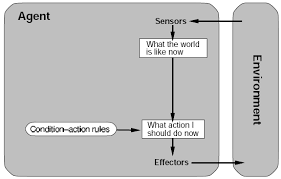 Agent
Sensors
What the world
is like now
Environment
Condition–action rules
What action I
should do now
Effectors